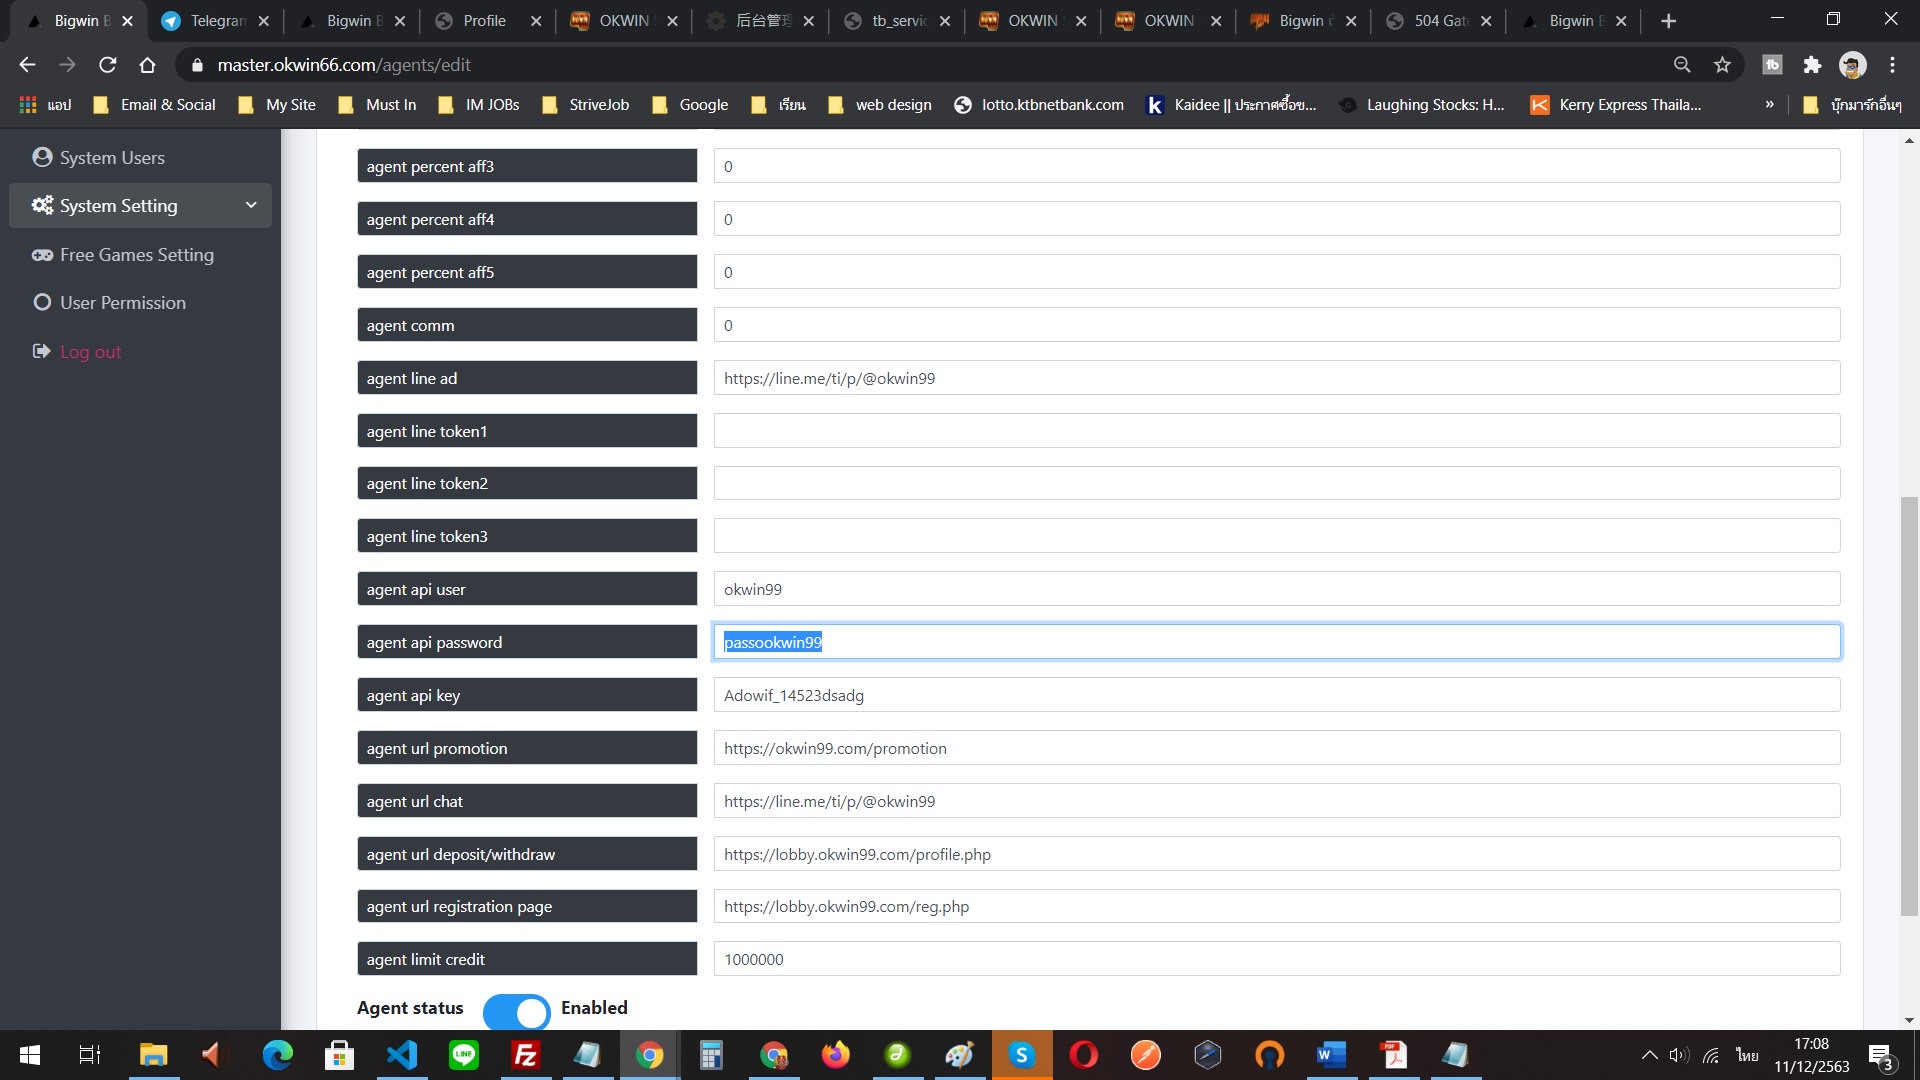 Bigwin B
Telegram
Bigwin B
Profile
OKWIN
后台管理
tb_servic
OKWIN
OKWIN
Bigwin
504 Gate
Bigwin B
master.okwin66.com/agents/edit
แอป
Email & Social
My Site
Must In
IM JOBs
StriveJob
Google
เรียน
web design
lotto.ktbnetbank.com
Kaidee || ประกาศซื้อข...
Laughing Stocks: H...
Kerry Express Thaila...
»
บุ๊กมาร์กอื่นๆ
System Users
System Setting
Free Games Setting
User Permission
Log out
agent percent aff3
0
agent percent aff4
0
agent percent aff5
0
agent comm
0
agent line ad
https://line.me/ti/p/@okwin99
agent line token1
agent line token2
agent line token3
agent api user
okwin99
agent api password
passookwin99
agent api key
Adowif_14523dsadg
agent url promotion
https://okwin99.com/promotion
agent url chat
https://line.me/ti/p/@okwin99
agent url deposit/withdraw
https://lobby.okwin99.com/profile.php
agent url registration page
https://lobby.okwin99.com/reg.php
agent limit credit
1000000
Agent status
Enabled
ไทย
17:08
11/12/2563
3